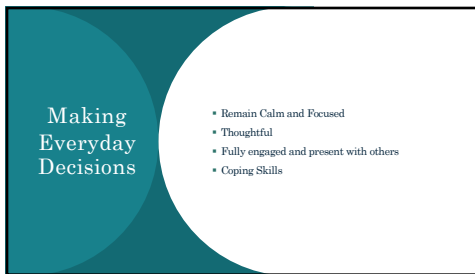 Making
Everyday
Decisions
▪ Remain Calm and Focused
▪ Thoughtful
▪ Fully engaged and present with others
▪ Coping Skills